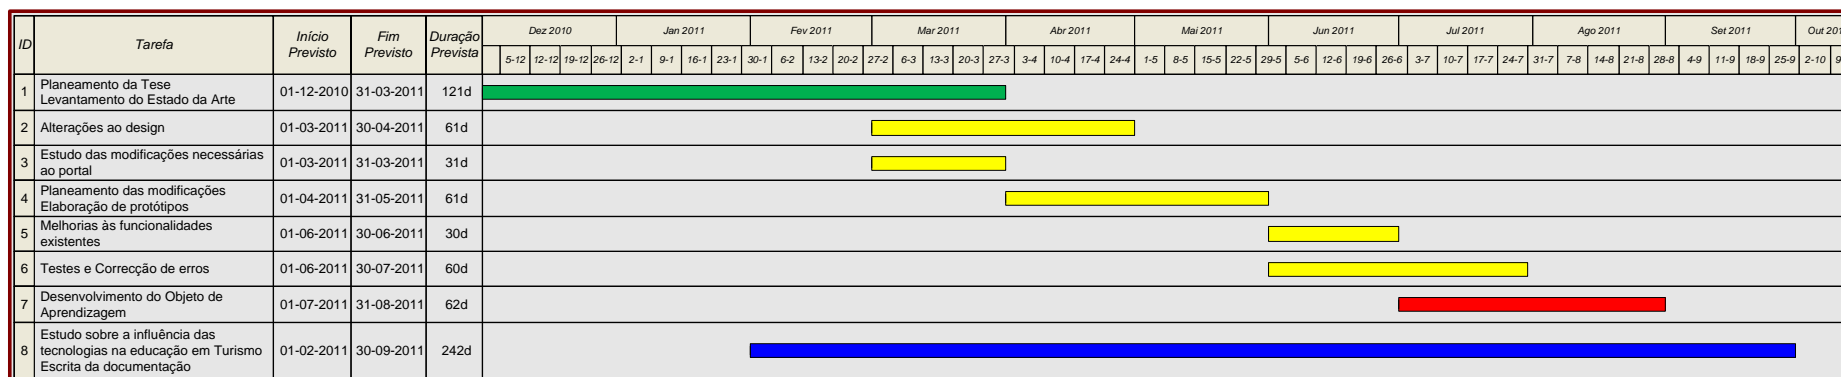 ID Tarefa Início Previsto Fim Previsto Duração Prevista Dez 2010 Jan 2011 Fev 2011 Mar 2011 Abr 2011 Mai 2011 Jun 2011 Jul 2011 Ago 2011 Set 2011 Out
5-12 12-12 19-12 26-12 2-1 9-1 16-1 23-1 30-1 6-2 13-2 20-2 27-2 6-3 13-3 20-3 27-3 3-4 10-4 17-4 24-4 1-5 8-5 15-5 22-5 29-5 5-6 12-6 19-6 26-6 3-7 10-7 17-7 24-7 31-7 7-8 14-8 21-8 28-8 4-9 11-9 18-9 25-9 2-10
1 Planeamento da Tese
Levantamento do Estado da Arte 01-12-2010 31-03-2011 121d
2 Alterações ao design 01-03-2011 30-04-2011 61d
3 Estudo das modificações necessárias
ao portal 01-03-2011 31-03-2011 31d
4 Planeamento das modificações
Elaboração de protótipos 01-04-2011 31-05-2011 61d
5 Melhorias às funcionalidades
existentes 01-06-2011 30-06-2011 30d
6 Testes e Correcção de erros 01-06-2011 30-07-2011 60d
7 Desenvolvimento do Objeto de
Aprendizagem 01-07-2011 31-08-2011 62d
8 Estudo sobre a influência das
tecnologias na educação em Turismo
Escrita da documentação 01-02-2011 30-09-2011 242d